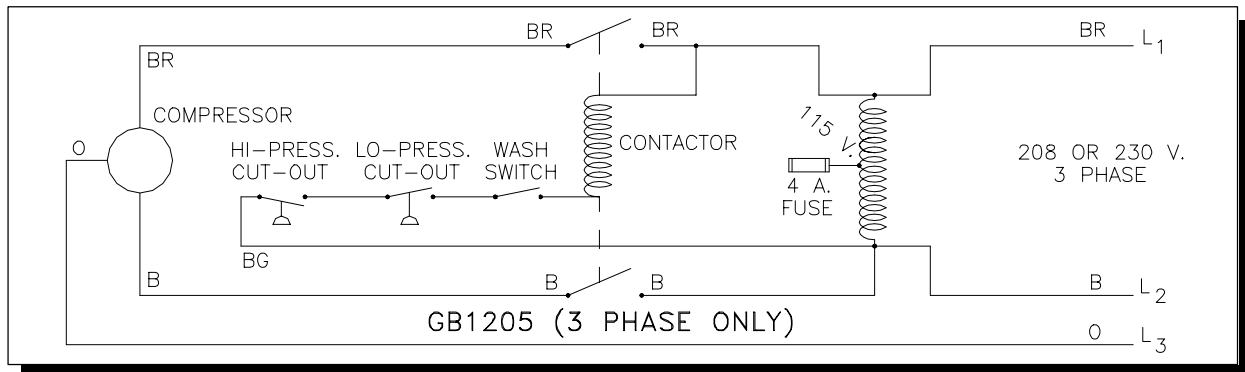 BR
BR
BR
L1
BR
COMPRESSOR
115 V.
O
CONTACTOR
HI-PRESS.
CUT-OUT
LO-PRESS.
CUT-OUT
WASH
SWITCH
4 A.
FUSE
208 OR 230 V.
3 PHASE
BG
B
B
B
B
L2
GB1205 (3 PHASE ONLY)
O
L3